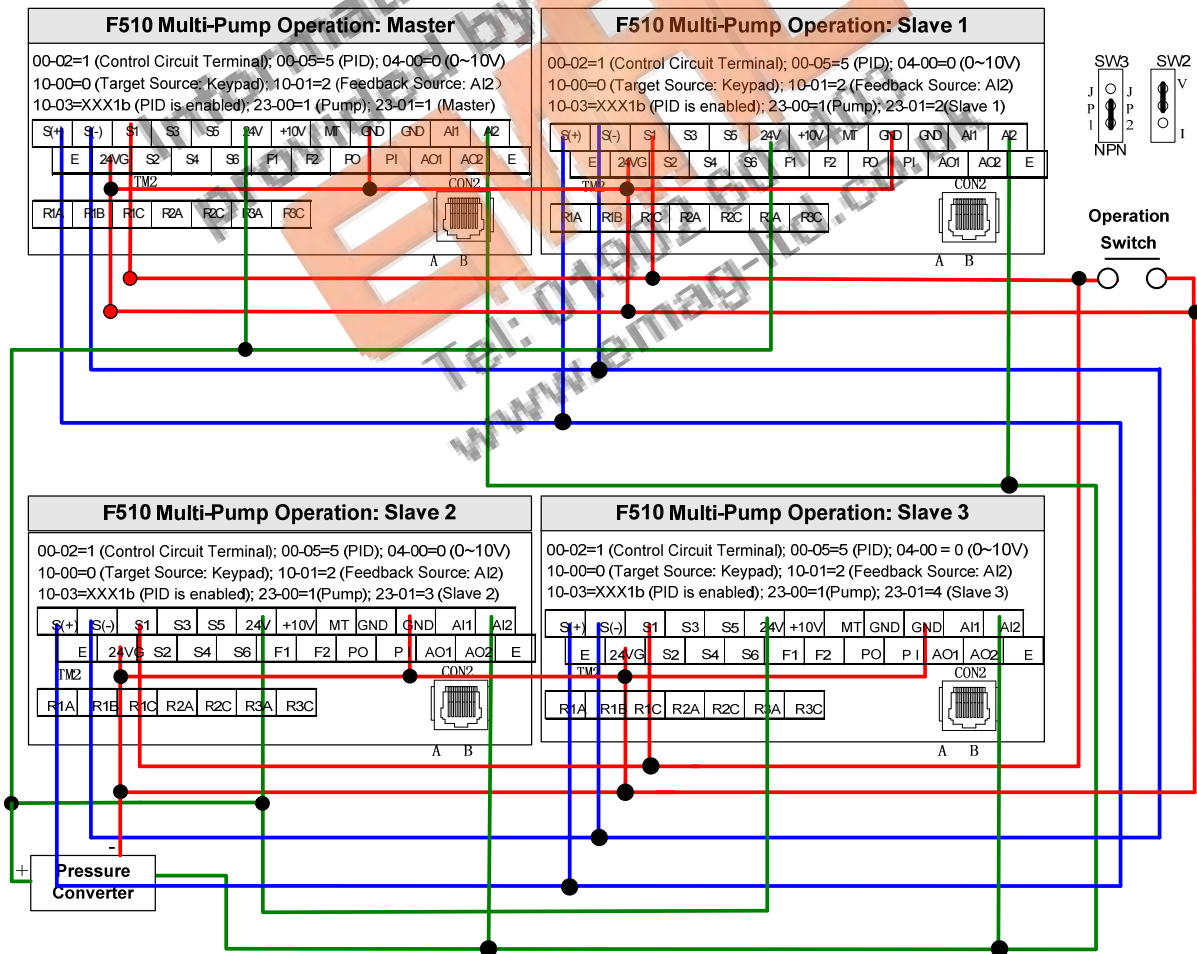 F510 Multi-Pump Operation: Master
00-02=1 (Control Circuit Terminal); 00-05=5 (PID); 04-00=0 (0~10V)
10-00=0 (Target Source: Keypad); 10-01=2 (Feedback Source: AI2)
10-03=XXX1b (PID is enabled); 23-00=1 (Pump); 23-01=1 (Master)
S(+) S(-) S1 S3 S5 24V +10V MT GND GND AI1 AI2
E 24VG S2 S4 S6 F1 F2 PO PI AO1 AO2 E
TM2 CON2
R1A R1B R1C R2A R2C R3A R3C
A B
F510 Multi-Pump Operation: Slave 1
00-02=1 (Control Circuit Terminal); 00-05=5 (PID); 04-00=0 (0~10V)
10-00=0 (Target Source: Keypad); 10-01=2 (Feedback Source: AI2)
10-03=XXX1b (PID is enabled); 23-00=1(Pump); 23-01=2(Slave 1)
S(+) S(-) S1 S3 S5 24V +10V MT GND GND AI1 AI2
E 24VG S2 S4 S6 F1 F2 PO PI AO1 AO2 E
TM2 CON2
R1A R1B R1C R2A R2C R3A R3C
A B
SW3 SW2
J J V
P P
1 2 I
NPN
Operation
Switch
provided by
EMAG
Tel: 01902
www.emag-ltd.co.uk
F510 Multi-Pump Operation: Slave 2
00-02=1 (Control Circuit Terminal); 00-05=5 (PID); 04-00=0 (0~10V)
10-00=0 (Target Source: Keypad); 10-01=2 (Feedback Source: AI2)
10-03=XXX1b (PID is enabled); 23-00=1(Pump); 23-01=3 (Slave 2)
S(+) S(-) S1 S3 S5 24V +10V MT GND GND AI1 AI2
E 24VG S2 S4 S6 F1 F2 PO PI AO1 AO2 E
TM2 CON2
R1A R1B R1C R2A R2C R3A R3C
A B
F510 Multi-Pump Operation: Slave 3
00-02=1 (Control Circuit Terminal); 00-05=5 (PID); 04-00 = 0 (0~10V)
10-00=0 (Target Source: Keypad); 10-01=2 (Feedback Source: AI2)
10-03=XXX1b (PID is enabled); 23-00=1(Pump); 23-01=4 (Slave 3)
S(+) S(-) S1 S3 S5 24V +10V MT GND GND AI1 AI2
E 24VG S2 S4 S6 F1 F2 PO PI AO1 AO2 E
TM2 CON2
R1A R1B R1C R2A R2C R3A R3C
A B
-
+ Pressure
Converter